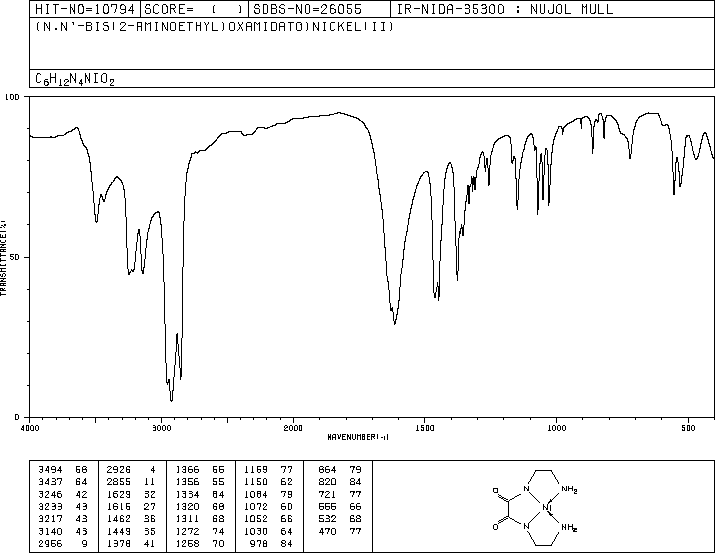 HIT-NO=10794 SCORE= ( ) SDBS-NO=26055 IR-NIDA-35300 : NUJOL MULL
(N,N'-BIS(2-AMINOETHYL)OXAMIDATO)NICKEL(II)
C6H12N4NIO2
100
50
0
TRANSMITTANCE(%)
4000 3000 2000 1500 1000 500
WAVENUMBER(-1)
3494 58 2926 4 1366 55 1159 77 864 79
3437 64 2855 11 1356 55 1150 62 820 84
3246 42 1629 32 1334 64 1084 79 721 77
3233 43 1616 27 1320 68 1072 60 555 66
3217 43 1462 36 1311 68 1052 66 532 68
3140 43 1449 35 1272 74 1030 64 470 77
2956 9 1378 41 1258 70 978 84
N NH2
O
Ni
O
N NH2